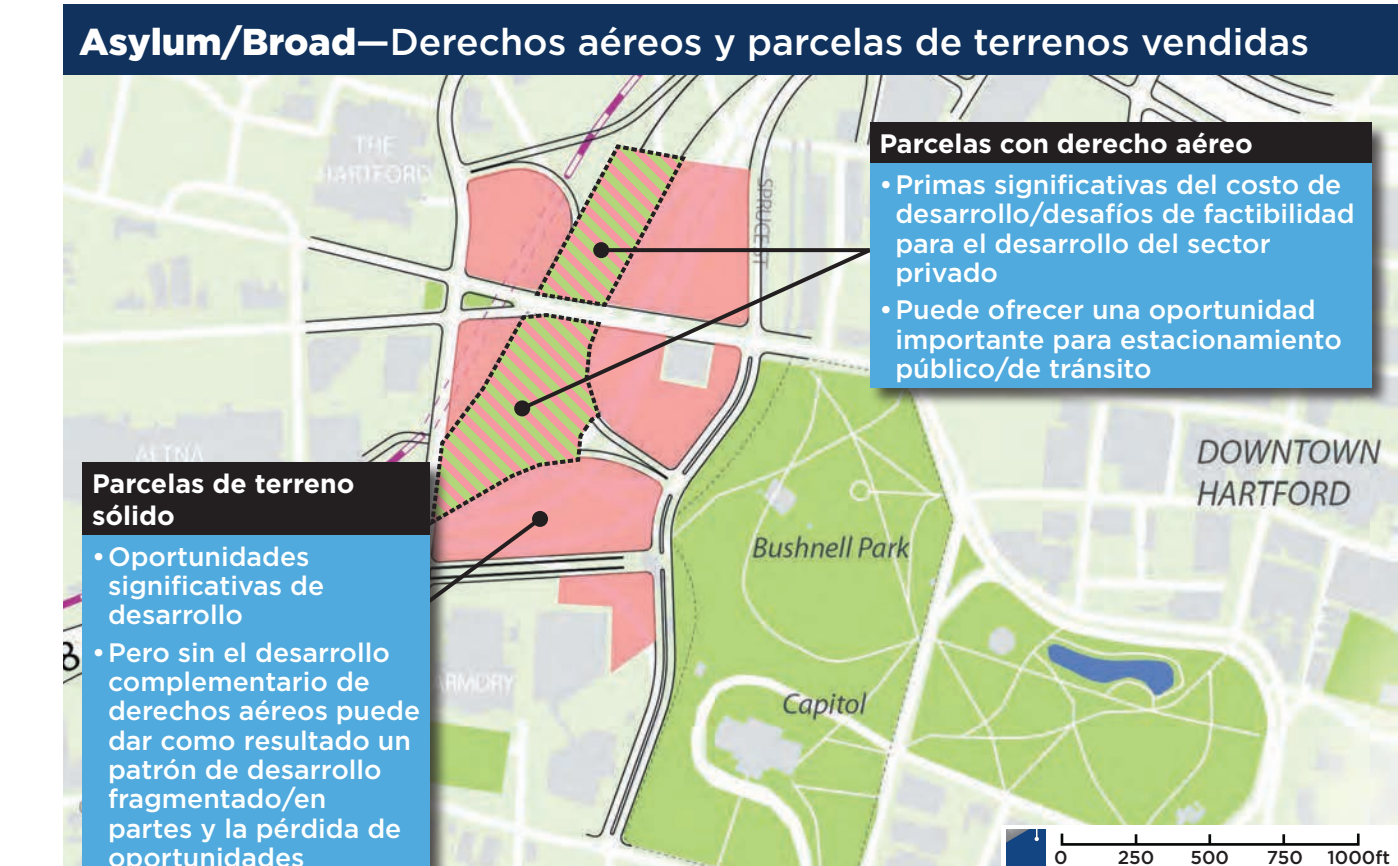 Asylum/Broad—Derechos aéreos y parcelas de terrenos vendidas
THE
HARTFORD
SPRUCE ST
Parcelas con derecho aéreo
• Primas significativas del costo de
desarrollo/desafíos de factibilidad
para el desarrollo del sector
privado
• Puede ofrecer una oportunidad
importante para estacionamiento
público/de tránsito
AETNA
DOWNTOWN
HARTFORD
Parcelas de terreno
sólido
• Oportunidades
significativas de
desarrollo
• Pero sin el desarrollo
complementario de
derechos aéreos puede
dar como resultado un
patrón de desarrollo
fragmentado/en
partes y la pérdida de
oportunidades
Bushnell Park
ARMORY
Capitol
0 250 500 750 1000ft